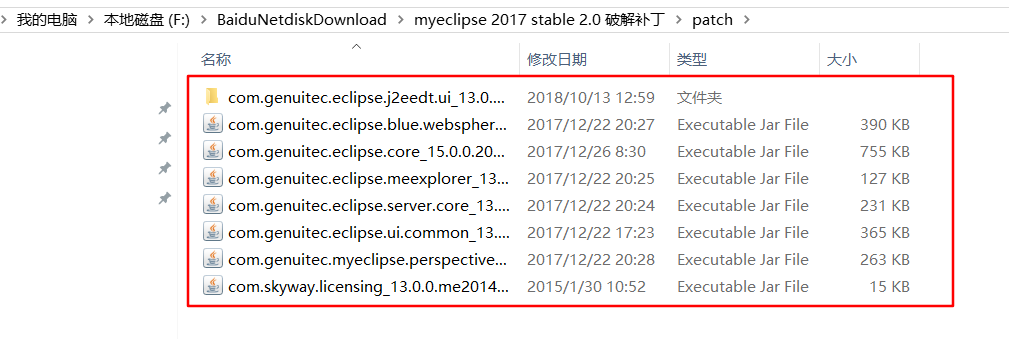 我的电脑 > 本地磁盘 (F:) > BaiduNetdiskDownload > myeclipse 2017 stable 2.0 破解补丁 > patch >
名称 修改日期 类型 大小
com.genuitec.eclipse.j2eedt.ui_13.0.... 2018/10/13 12:59 文件夹
com.genuitec.eclipse.blue.webspher... 2017/12/22 20:27 Executable Jar File 390 KB
com.genuitec.eclipse.core_15.0.0.20... 2017/12/26 8:30 Executable Jar File 755 KB
com.genuitec.eclipse.meexplorer_13... 2017/12/22 20:25 Executable Jar File 127 KB
com.genuitec.eclipse.server.core_13.... 2017/12/22 20:24 Executable Jar File 231 KB
com.genuitec.eclipse.ui.common_13.... 2017/12/22 17:23 Executable Jar File 365 KB
com.genuitec.myeclipse.perspective... 2017/12/22 20:28 Executable Jar File 263 KB
com.skyway.licensing_13.0.0.me2014... 2015/1/30 10:52 Executable Jar File 15 KB